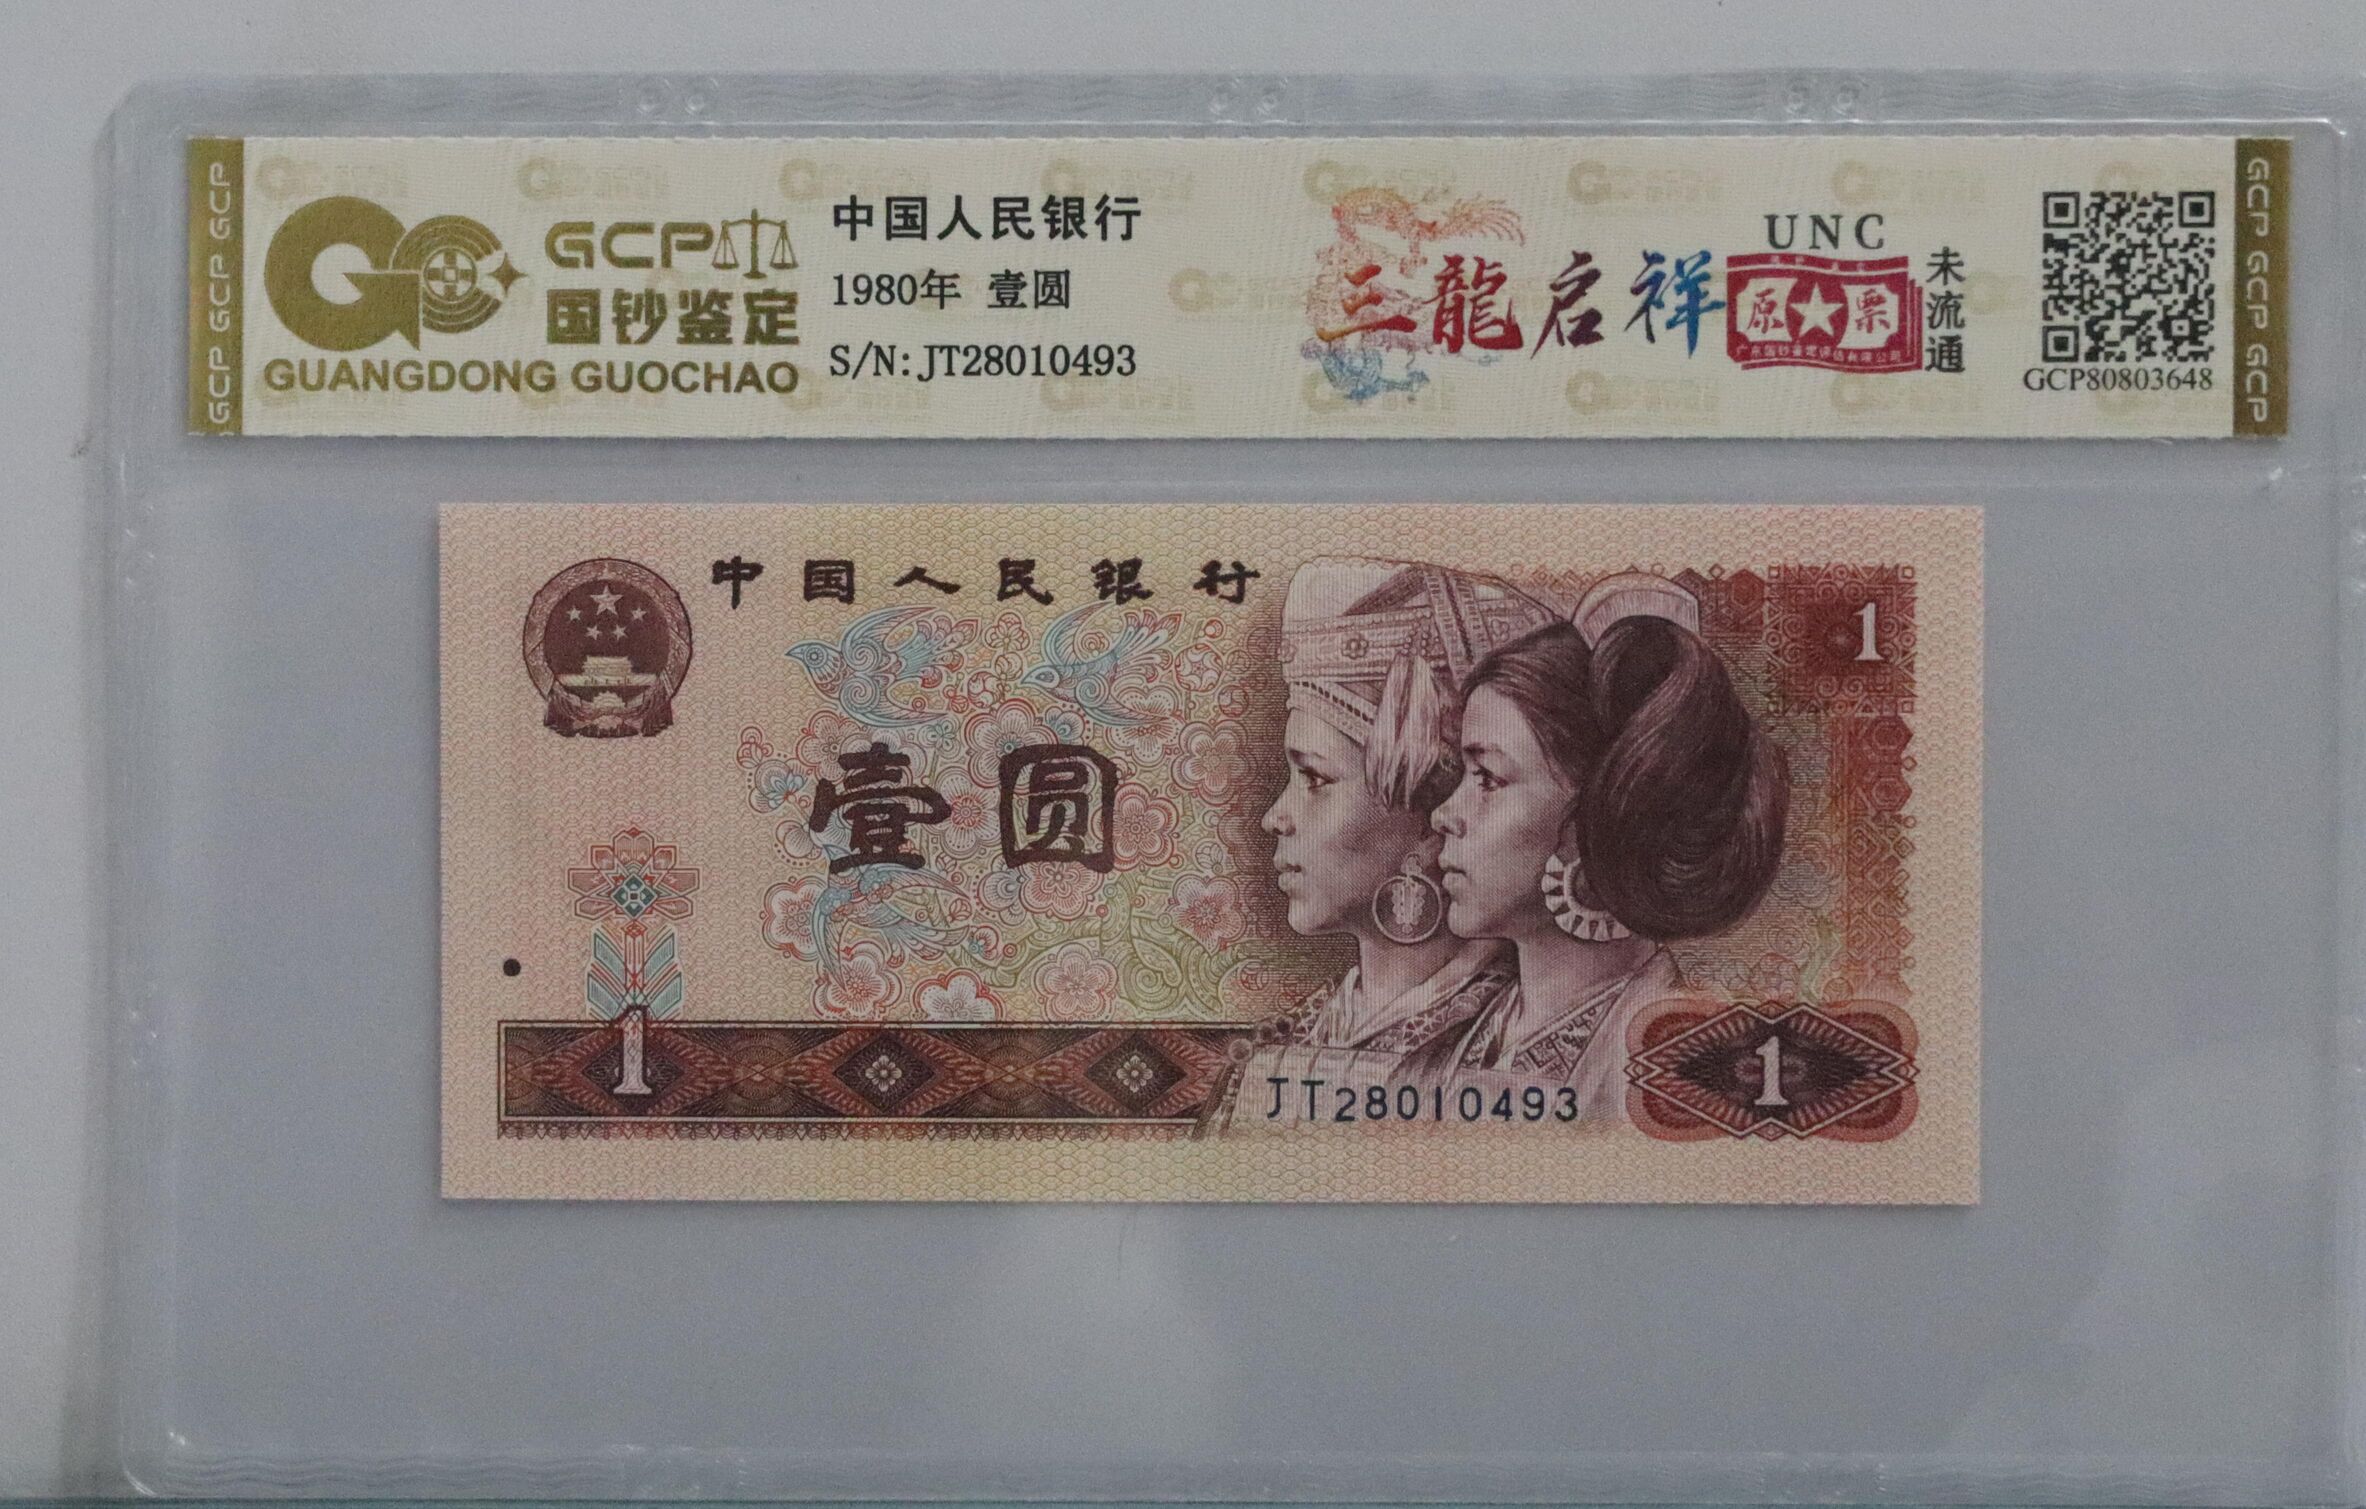 GCP GCP GCP
GCP
国钞鉴定
GUANGDONG GUOCHAO
中国人民银行
1980年 壹圆
S/N: JT28010493
三龍启祥
UNC
原★票
未流通
GCP80803648
GCP GCP GCP
中国人民银行
壹圆
1
1
JT28010493
1